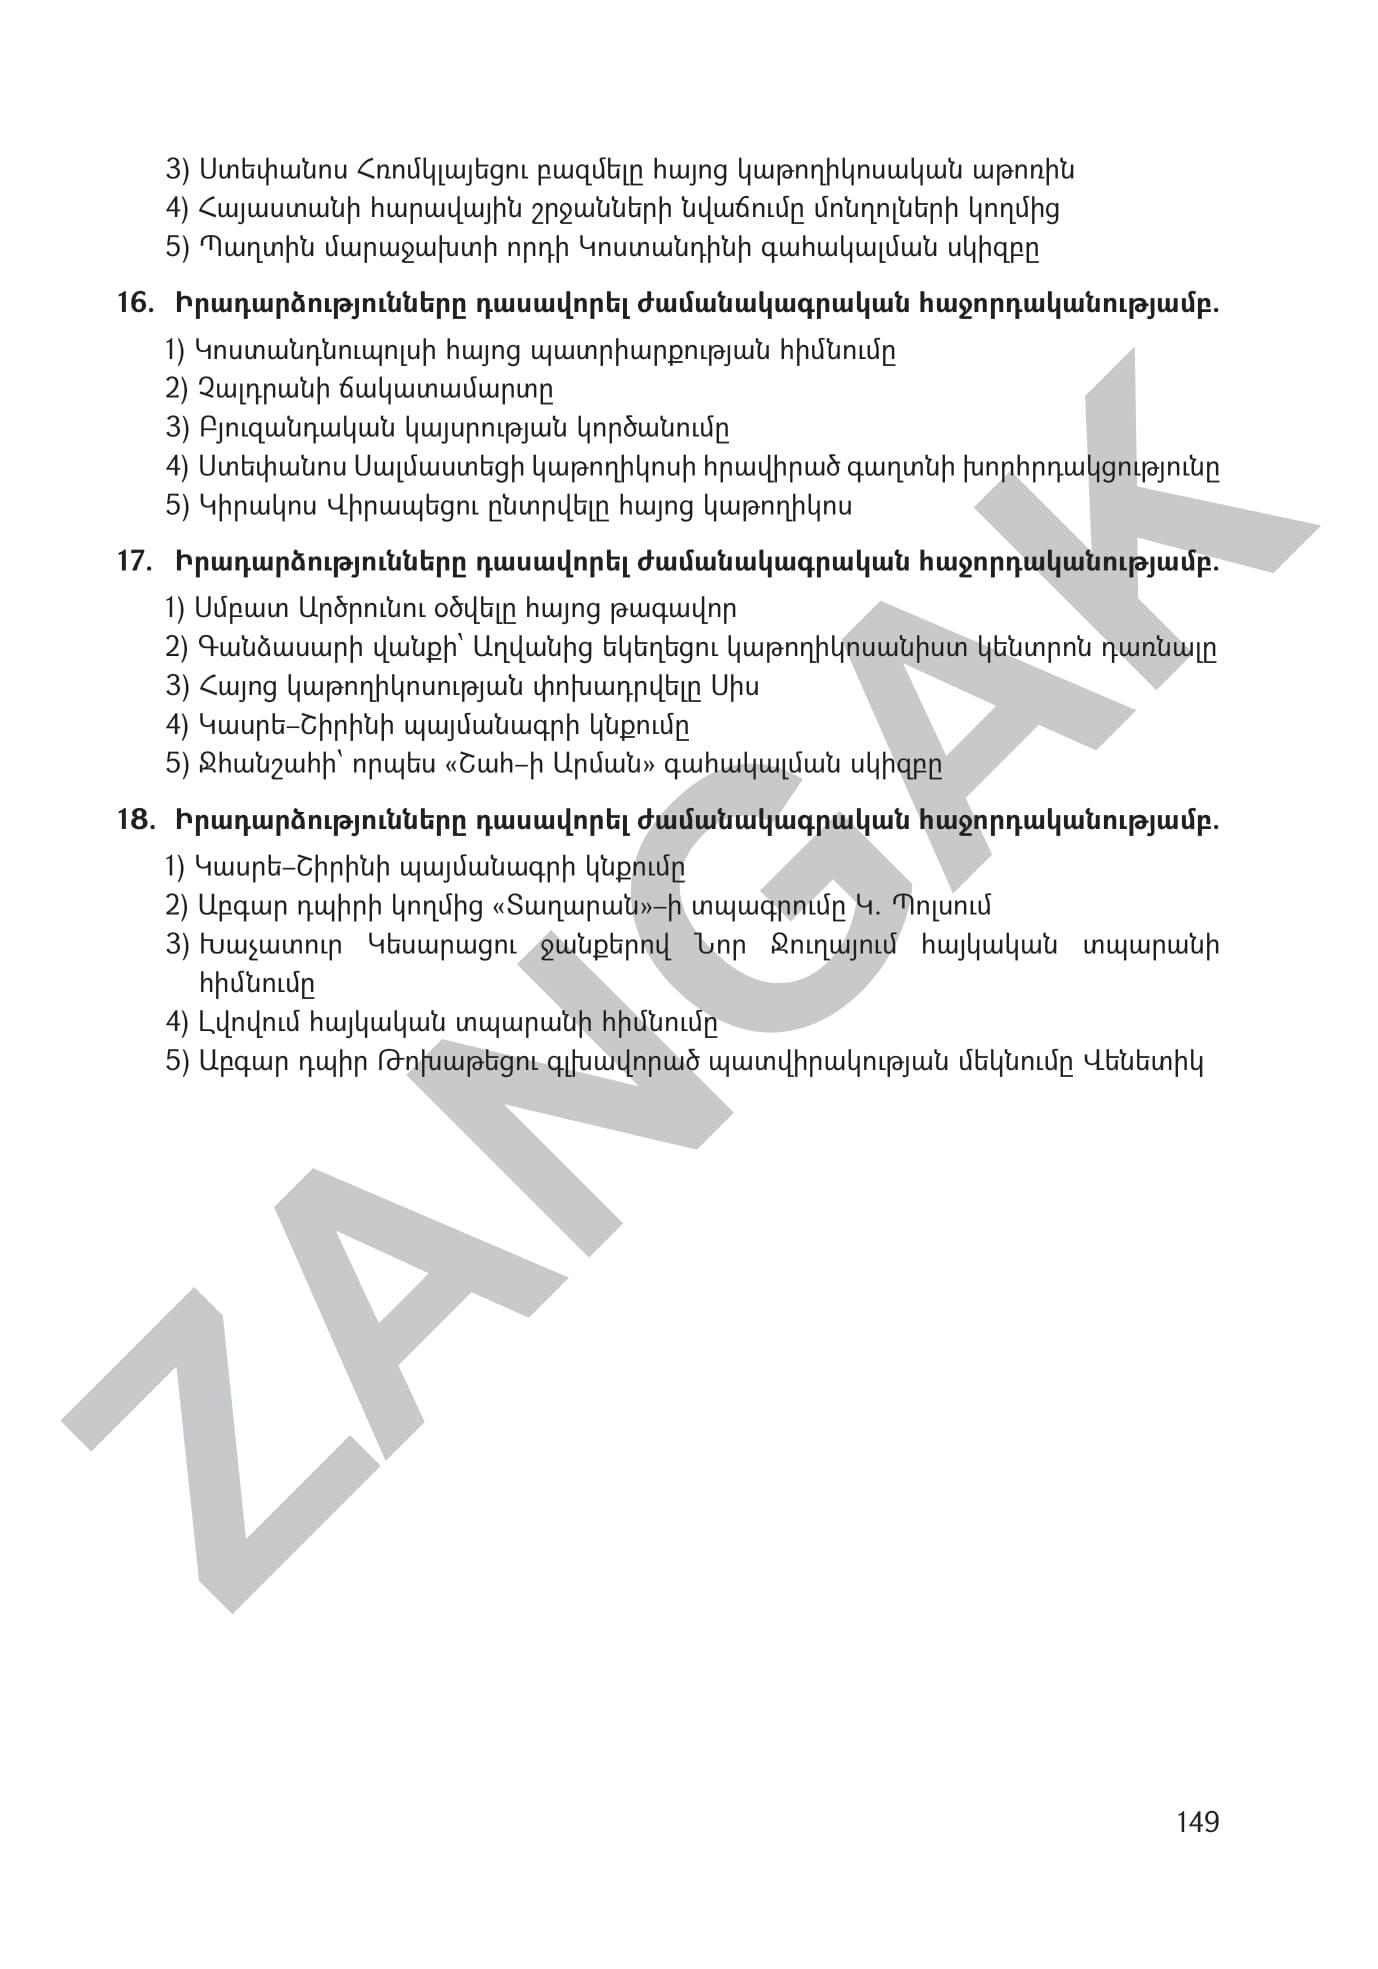 3) Ստեփանոս Հռոմկլայեցու բազմելը հայոց կաթողիկոսական աթոռին
4) Հայաստանի հարավային շրջանների նվաճումը մոնղոլների կողմից
5) Պաղտին մարաջախտի որդի Կոստանդինի գահակալման սկիզբը
16. Իրադարձությունները դասավորել ժամանակագրական հաջորդականությամբ.
1) Կոստանդնուպոլսի հայոց պատրիարքության հիմնումը
2) Չալդրանի ճակատամարտը
3) Բյուզանդական կայսրության կործանումը
4) Ստեփանոս Սալմաստեցի կաթողիկոսի հրավիրած գաղտնի խորհրդակցությունը
5) Կիրակոս Վիրապեցու ընտրվելը հայոց կաթողիկոս
17. Իրադարձությունները դասավորել ժամանակագրական հաջորդականությամբ.
1) Սմբատ Արծրունու օծվելը հայոց թագավոր
2) Գանձասարի վանքի՝ Աղվանից եկեղեցու կաթողիկոսանիստ կենտրոն դառնալը
3) Հայոց կաթողիկոսության փոխադրվելը Սիս
4) Կասրե–Շիրինի պայմանագրի կնքումը
5) Ջհանշահի՝ որպես «Շահ–ի Արման» գահակալման սկիզբը
18. Իրադարձությունները դասավորել ժամանակագրական հաջորդականությամբ.
1) Կասրե–Շիրինի պայմանագրի կնքումը
2) Աբգար դպիրի կողմից «Տաղարան»–ի տպագրումը Կ. Պոլսում
3) Խաչատուր Կեսարացու ջանքերով Նոր Ջուղայում հայկական տպարանի
հիմնումը
4) Լվովում հայկական տպարանի հիմնումը
5) Աբգար դպիր Թոխաթեցու գլխավորած պատվիրակության մեկնումը Վենետիկ
ZANGAK
149